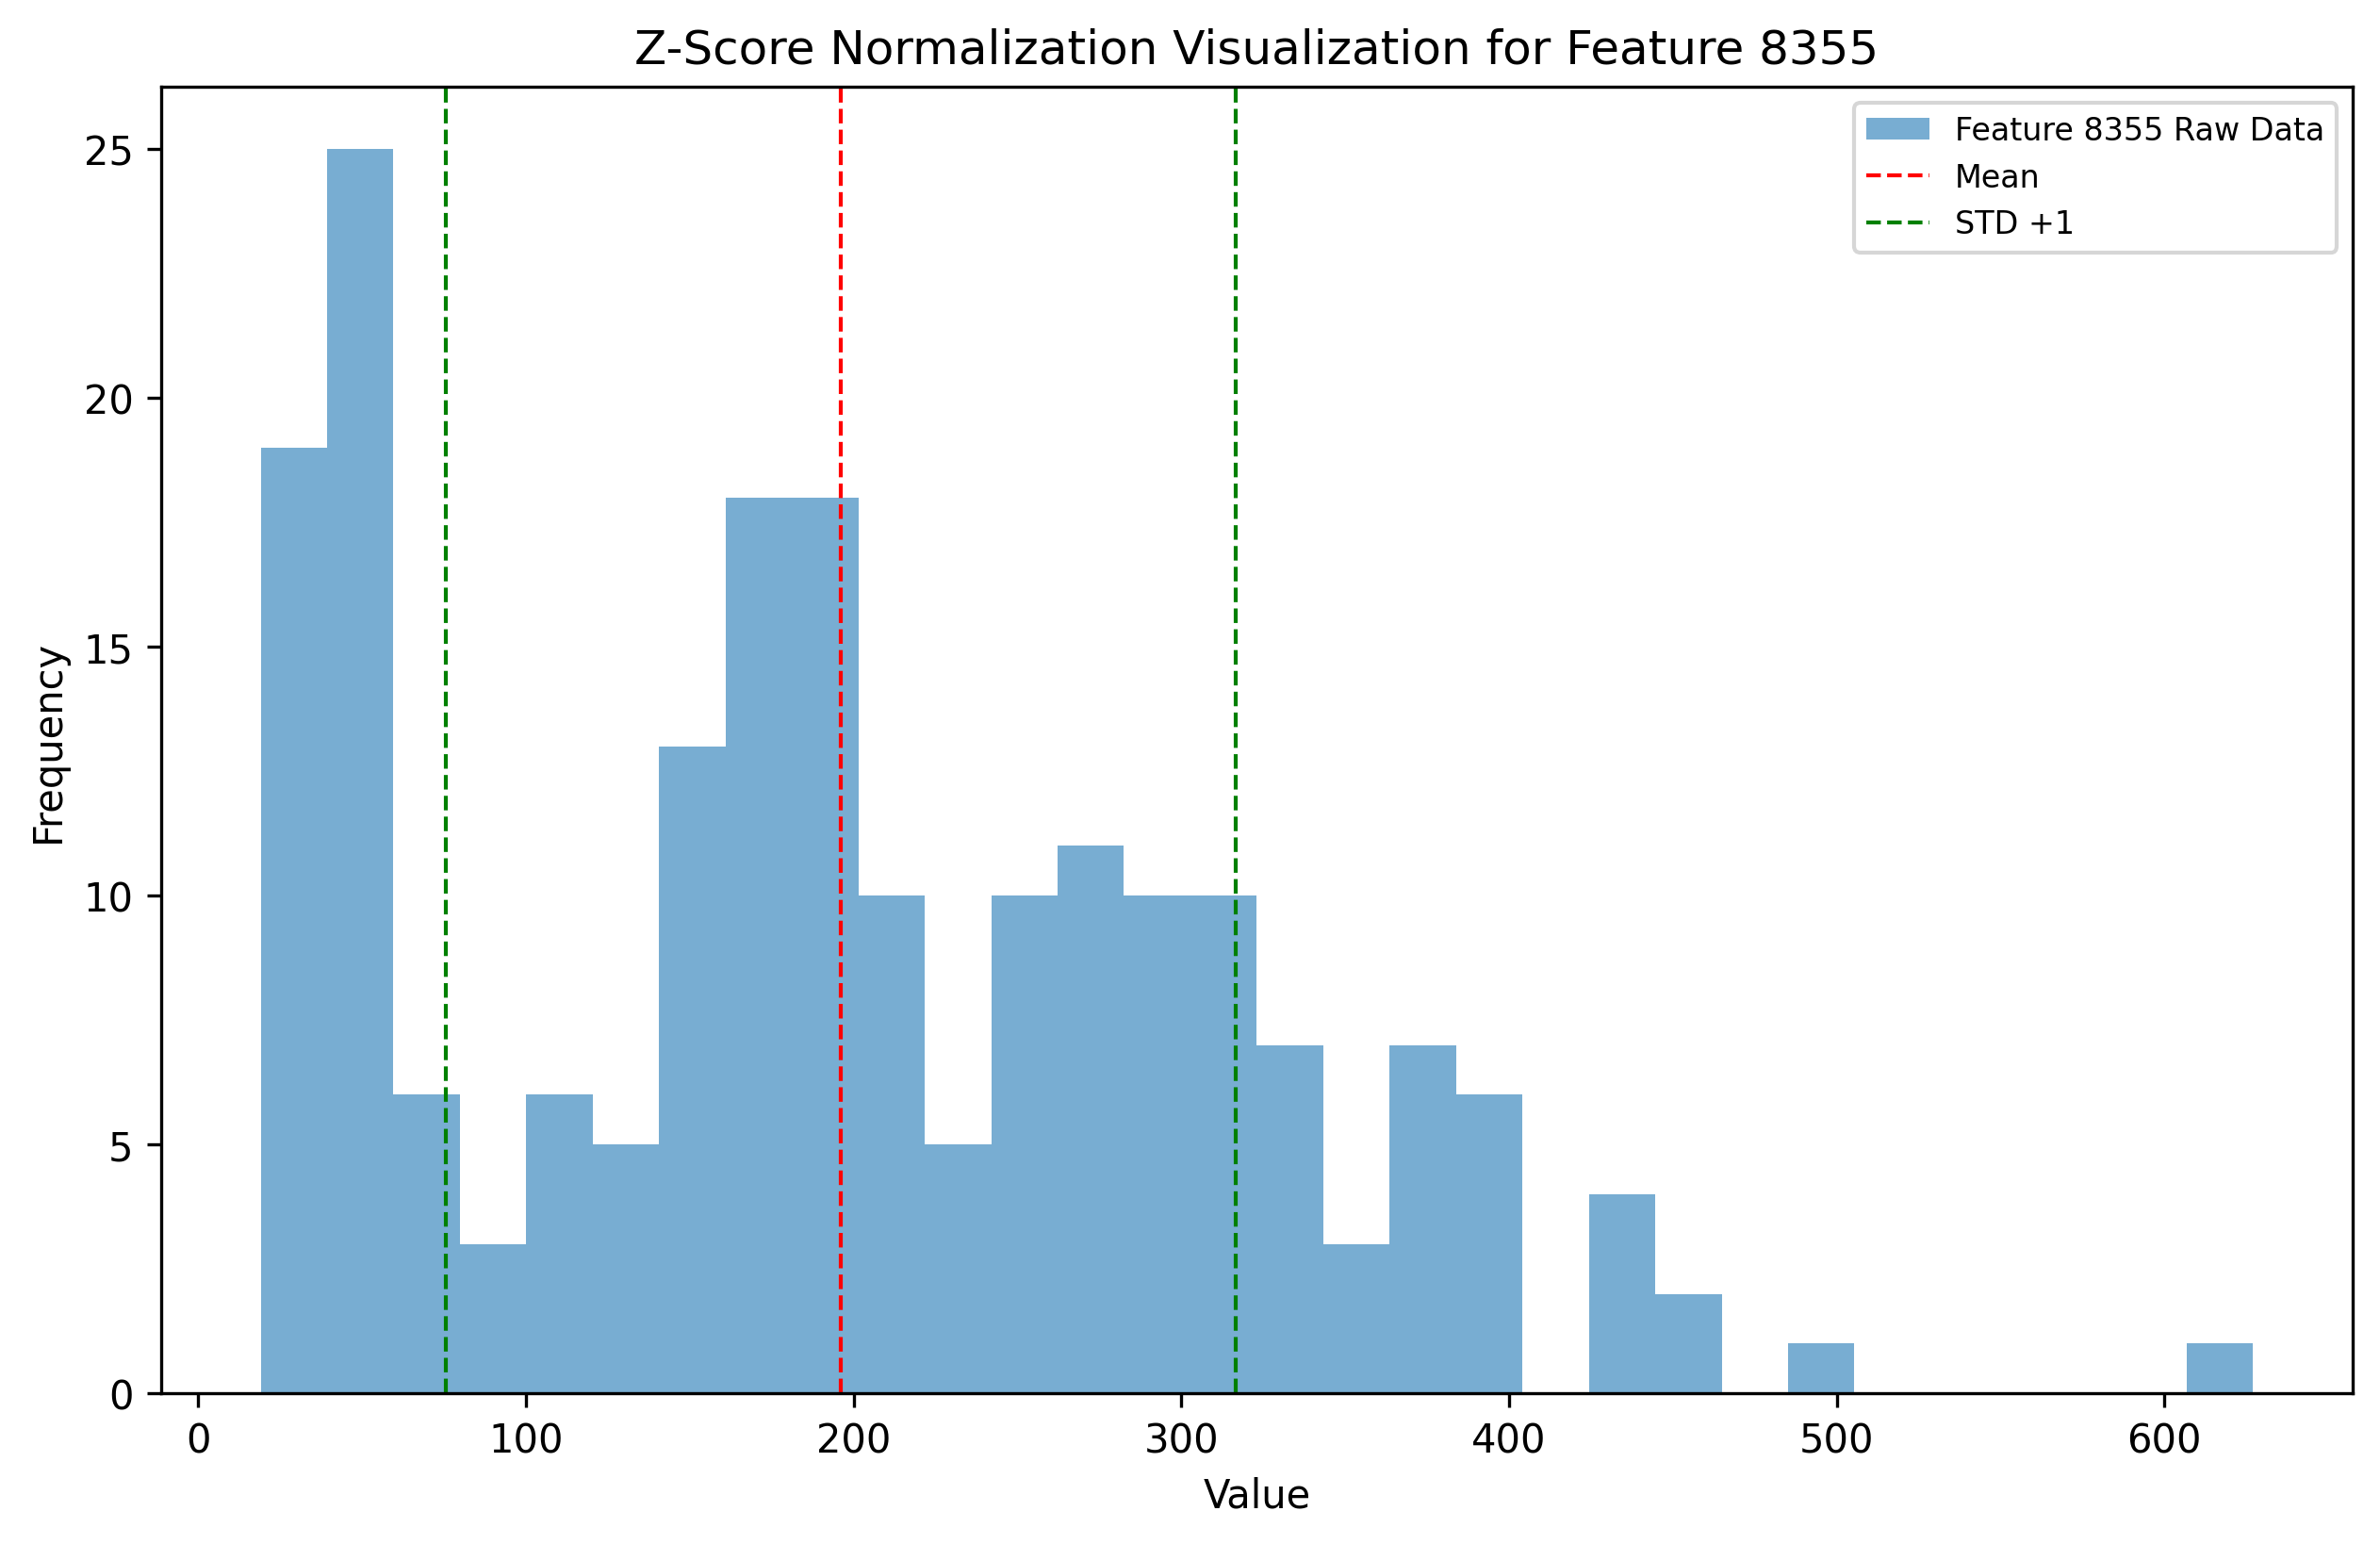 Z-Score Normalization Visualization for Feature 8355
Feature 8355 Raw Data
Mean
STD +1
Frequency
25
20
15
10
5
0
0 100 200 300 400 500 600
Value